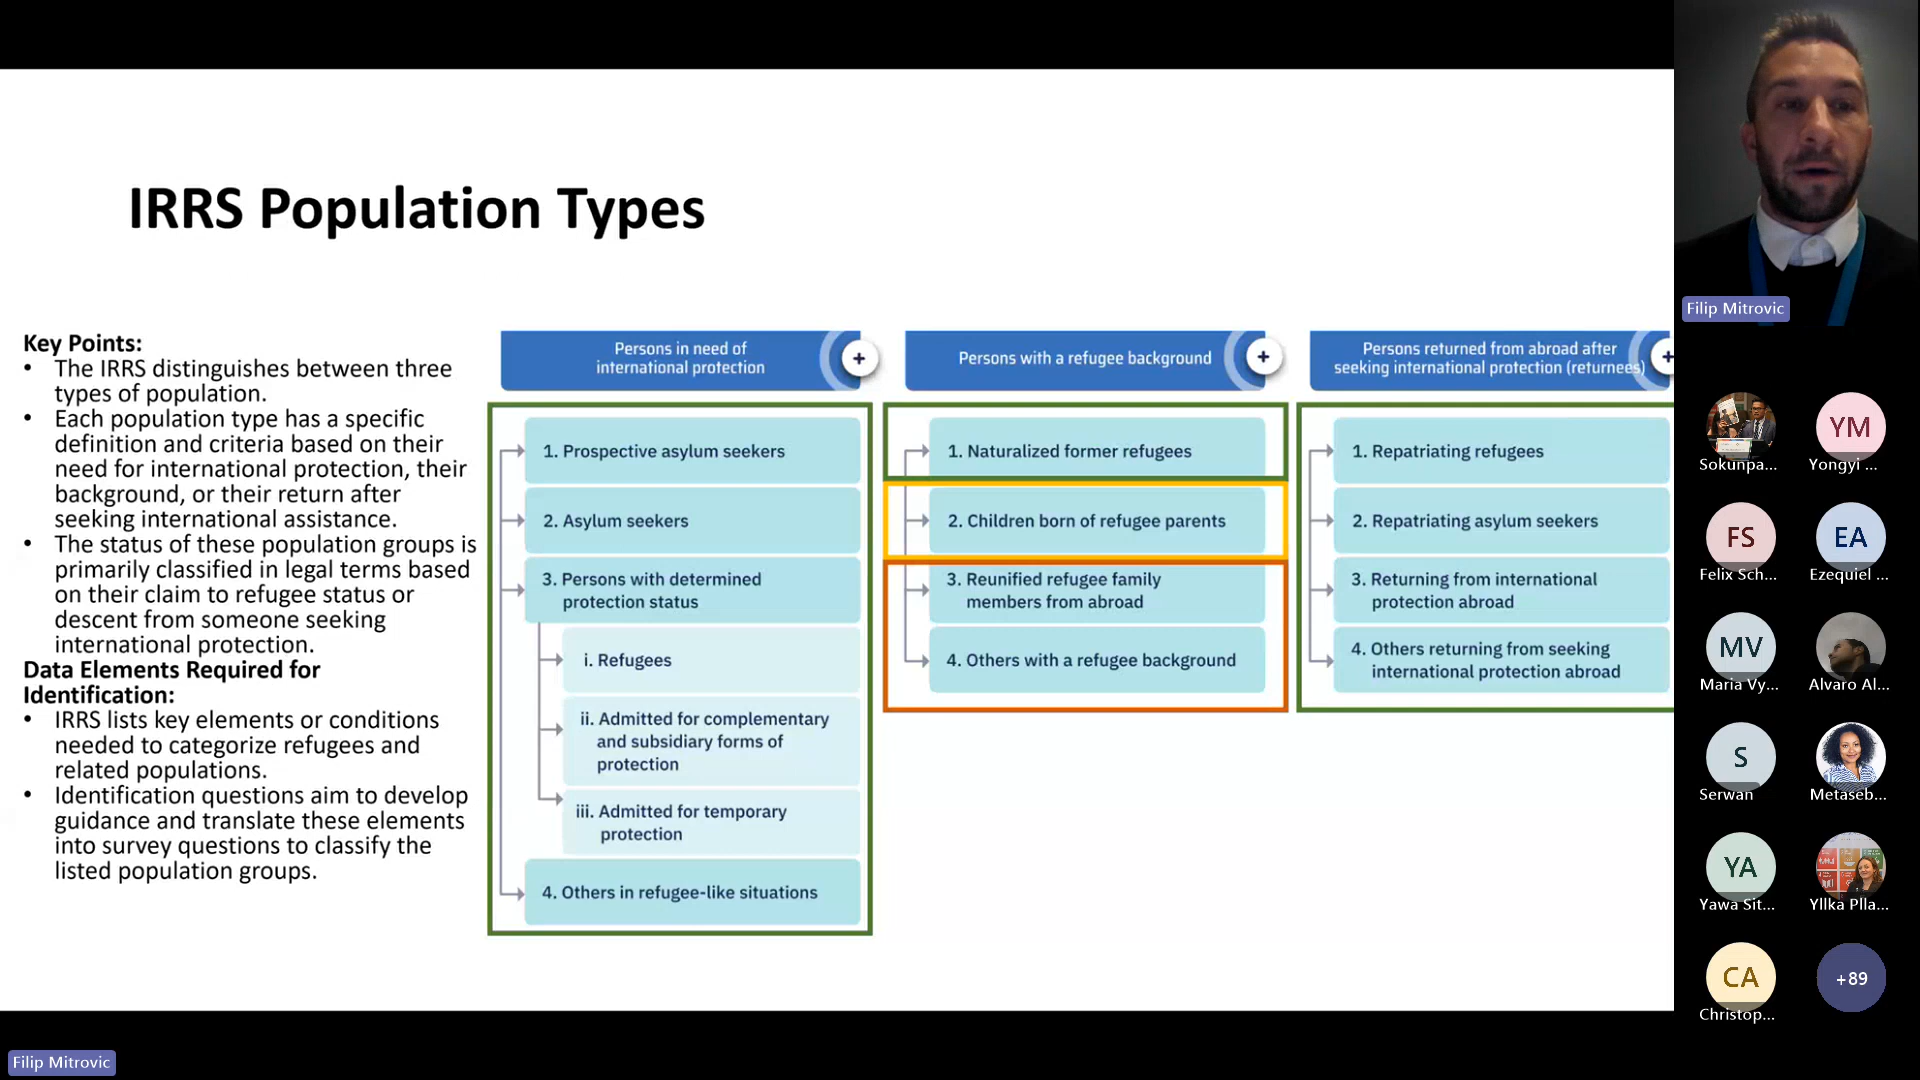 IRRS Population Types
Key Points:
• The IRRS distinguishes between three
types of population.
• Each population type has a specific
definition and criteria based on their
need for international protection, their
background, or their return after
seeking international assistance.
• The status of these population groups is
primarily classified in legal terms based
on their claim to refugee status or
descent from someone seeking
international protection.
Data Elements Required for
Identification:
• IRRS lists key elements or conditions
needed to categorize refugees and
related populations.
• Identification questions aim to develop
guidance and translate these elements
into survey questions to classify the
listed population groups.
Persons in need of
international protection
+
1. Prospective asylum seekers
2. Asylum seekers
3. Persons with determined
protection status
i. Refugees
ii. Admitted for complementary
and subsidiary forms of
protection
iii. Admitted for temporary
protection
4. Others in refugee-like situations
Persons with a refugee background
+
1. Naturalized former refugees
2. Children born of refugee parents
3. Reunified refugee family
members from abroad
4. Others with a refugee background
Persons returned from abroad after
seeking international protection (returnees)
+
1. Repatriating refugees
2. Repatriating asylum seekers
3. Returning from international
protection abroad
4. Others returning from seeking
international protection abroad
Filip Mitrovic
Sokunpa...
YM
Yongyi ...
FS
Felix Sch...
EA
Ezequiel ...
MV
Maria Vy...
Alvaro Al...
S
Serwan
Metaseb...
YA
Yawa Sit...
Yllka Plla...
CA
Christop...
+89
Filip Mitrovic